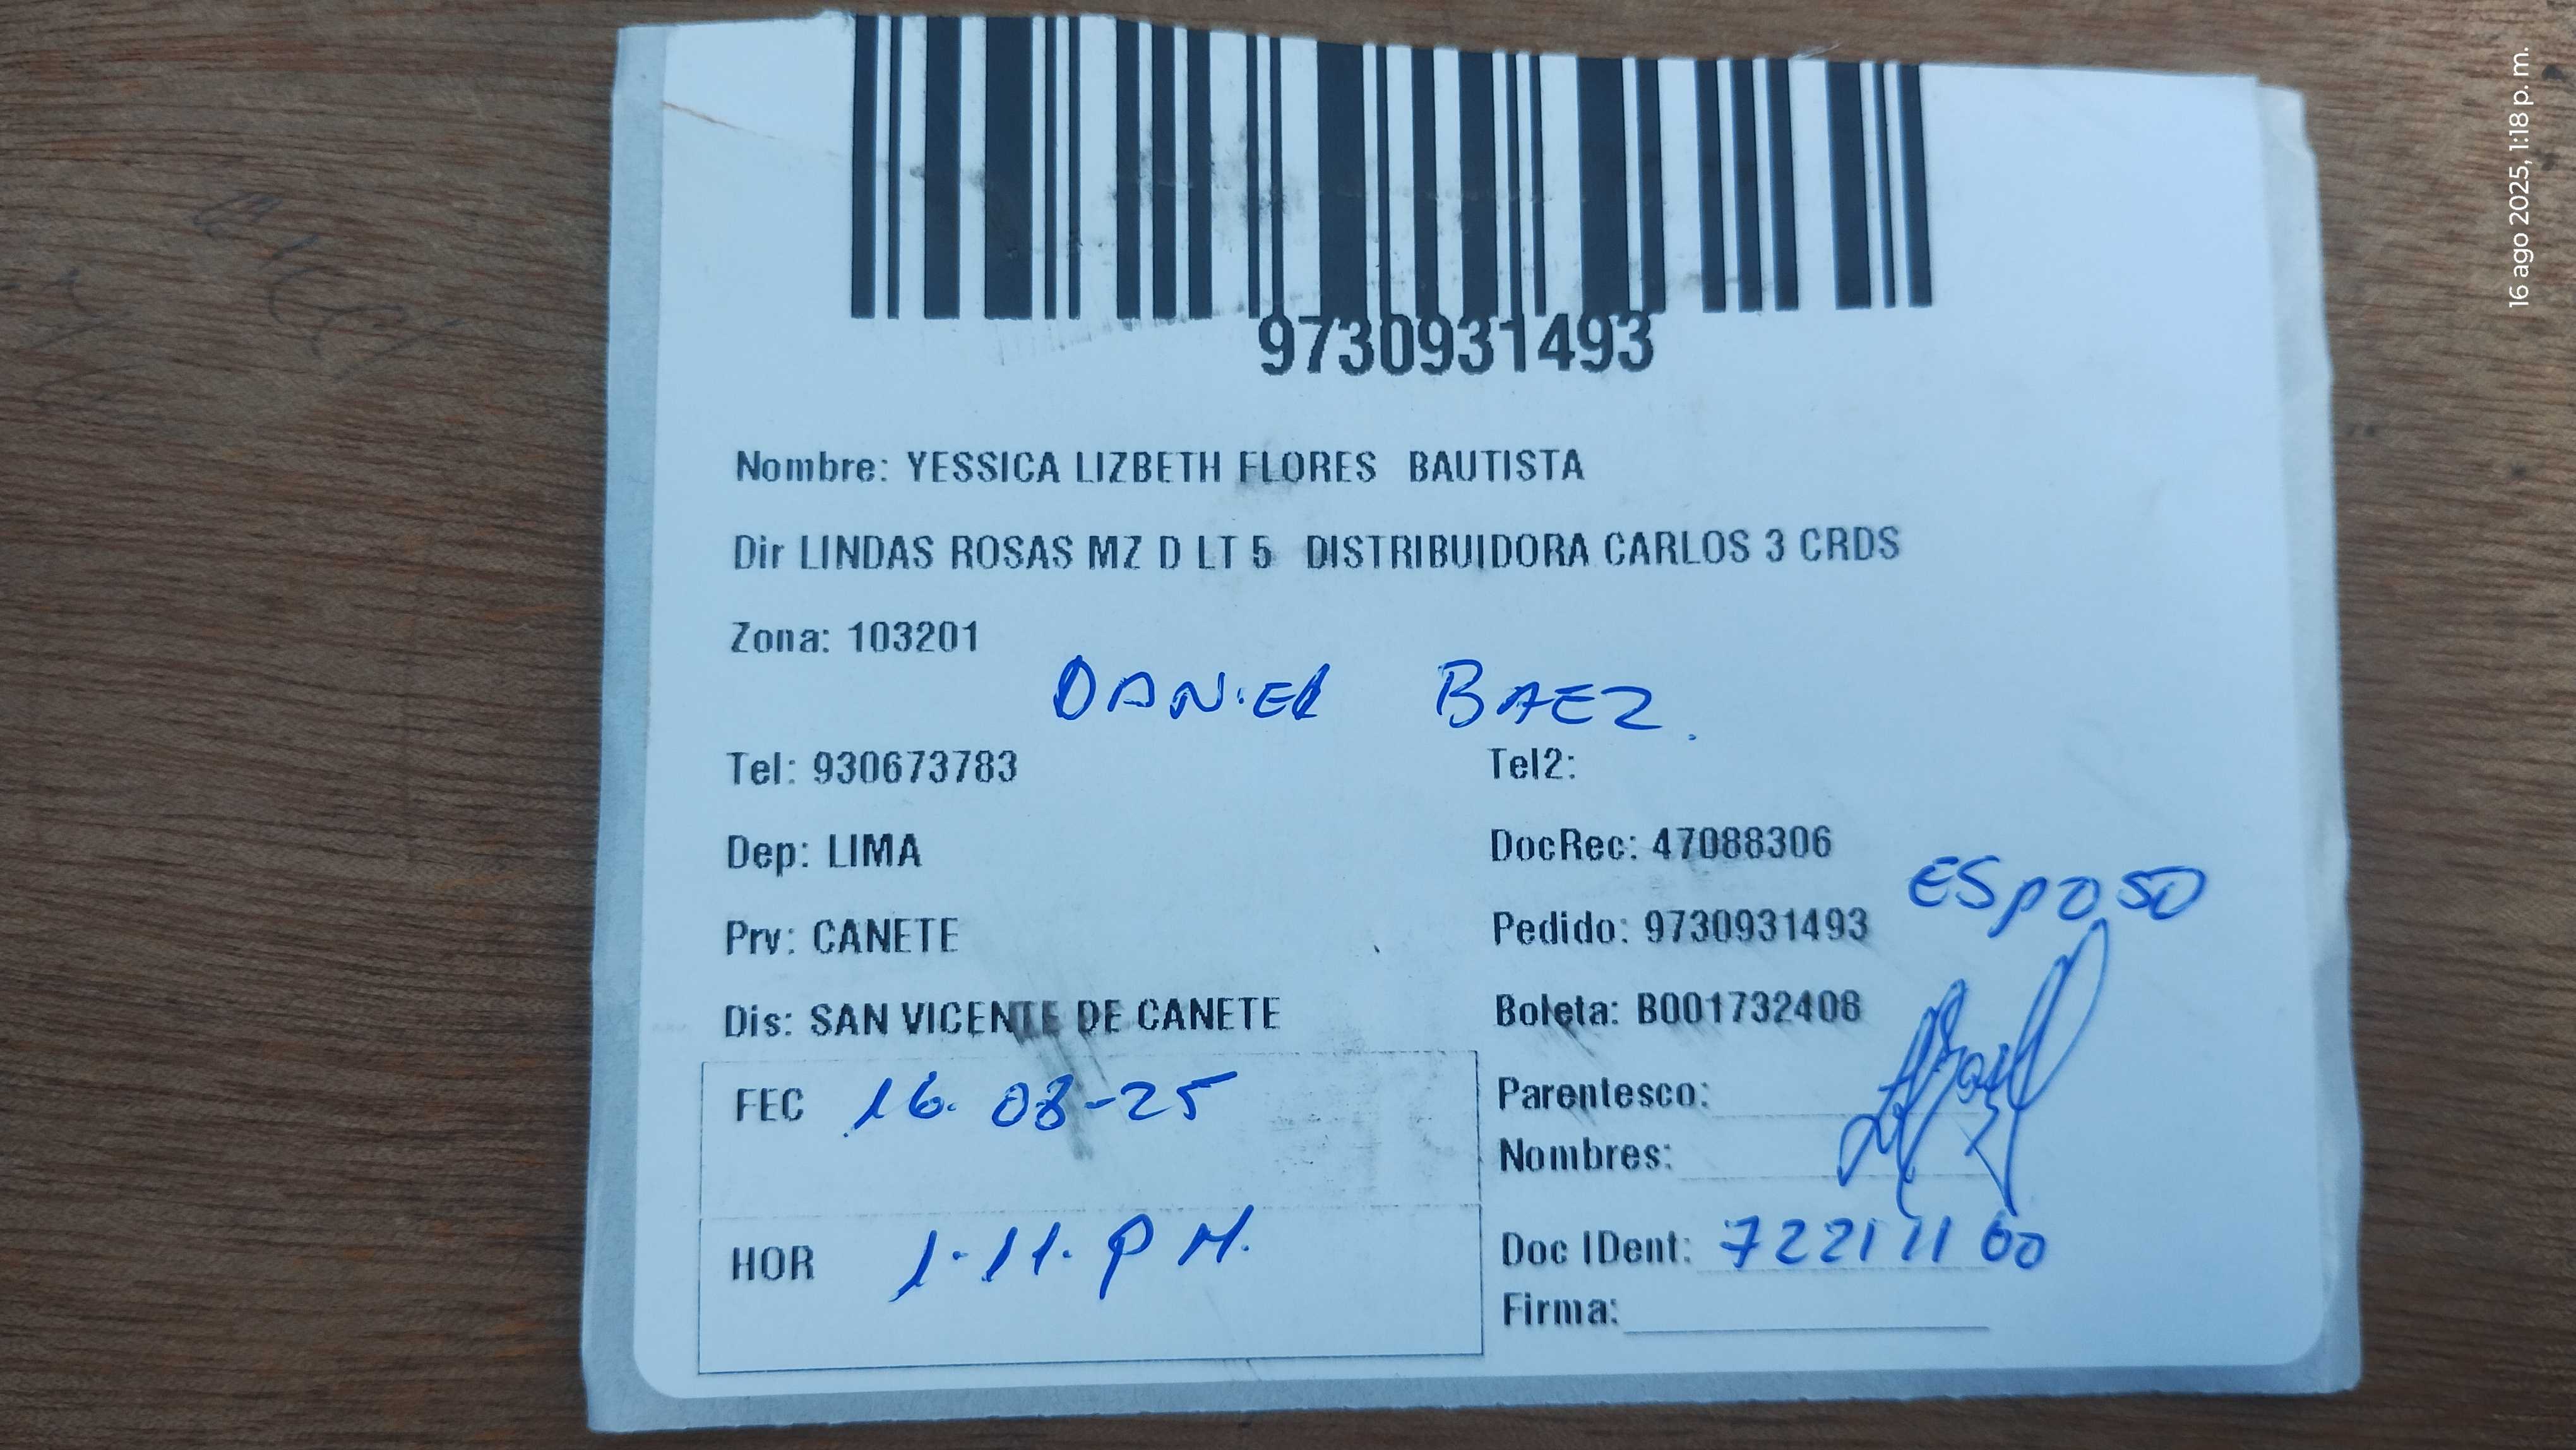 9730931493
Nombre: YESSICA LIZBETH FLORES BAUTISTA
Dir LINDAS ROSAS MZ D LT 5 DISTRIBUIDORA CARLOS 3 CRDS
Zona: 103201
DANIEL BAEZ.
Tel: 930673783 Tel2:
Dep: LIMA DocRec: 47088306
ESPOSO
Prv: CANETE Pedido: 9730931493
Dis: SAN VICENTE DE CANETE Boleta: B001732408
FEC 16. 08-25 Parentesco:
Nombres:
HOR 1.11. P M. Doc IDent: 72211160
Firma:
16 ago 2025, 1:18 p. m.